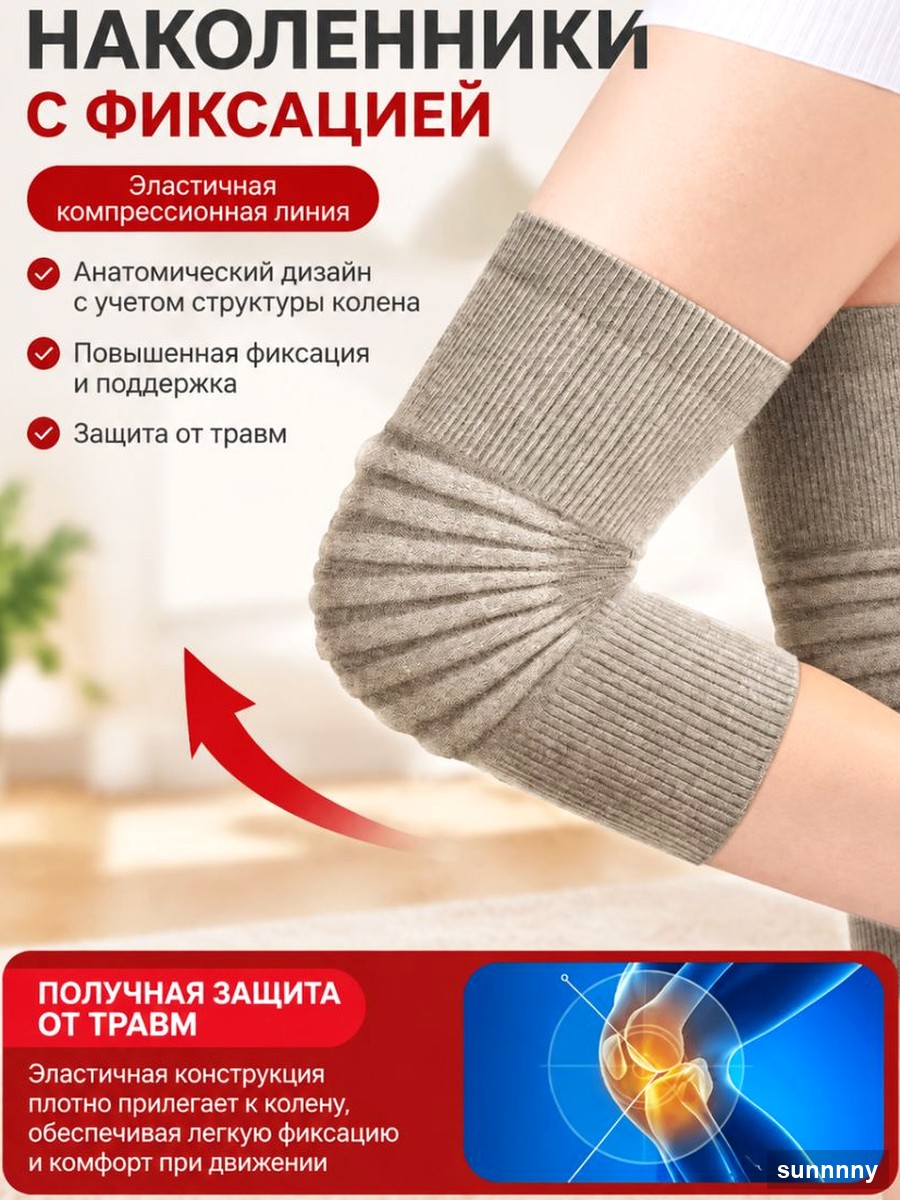 НАКОЛЕННИКИ
С ФИКСАЦИЕЙ
Эластичная
компрессионная линия
Анатомический дизайн
с учетом структуры колена
Повышенная фиксация
и поддержка
Защита от травм
ПОЛУЧНАЯ ЗАЩИТА
ОТ ТРАВМ
Эластичная конструкция
плотно прилегает к колену,
обеспечивая легкую фиксацию
и комфорт при движении
sunnnny